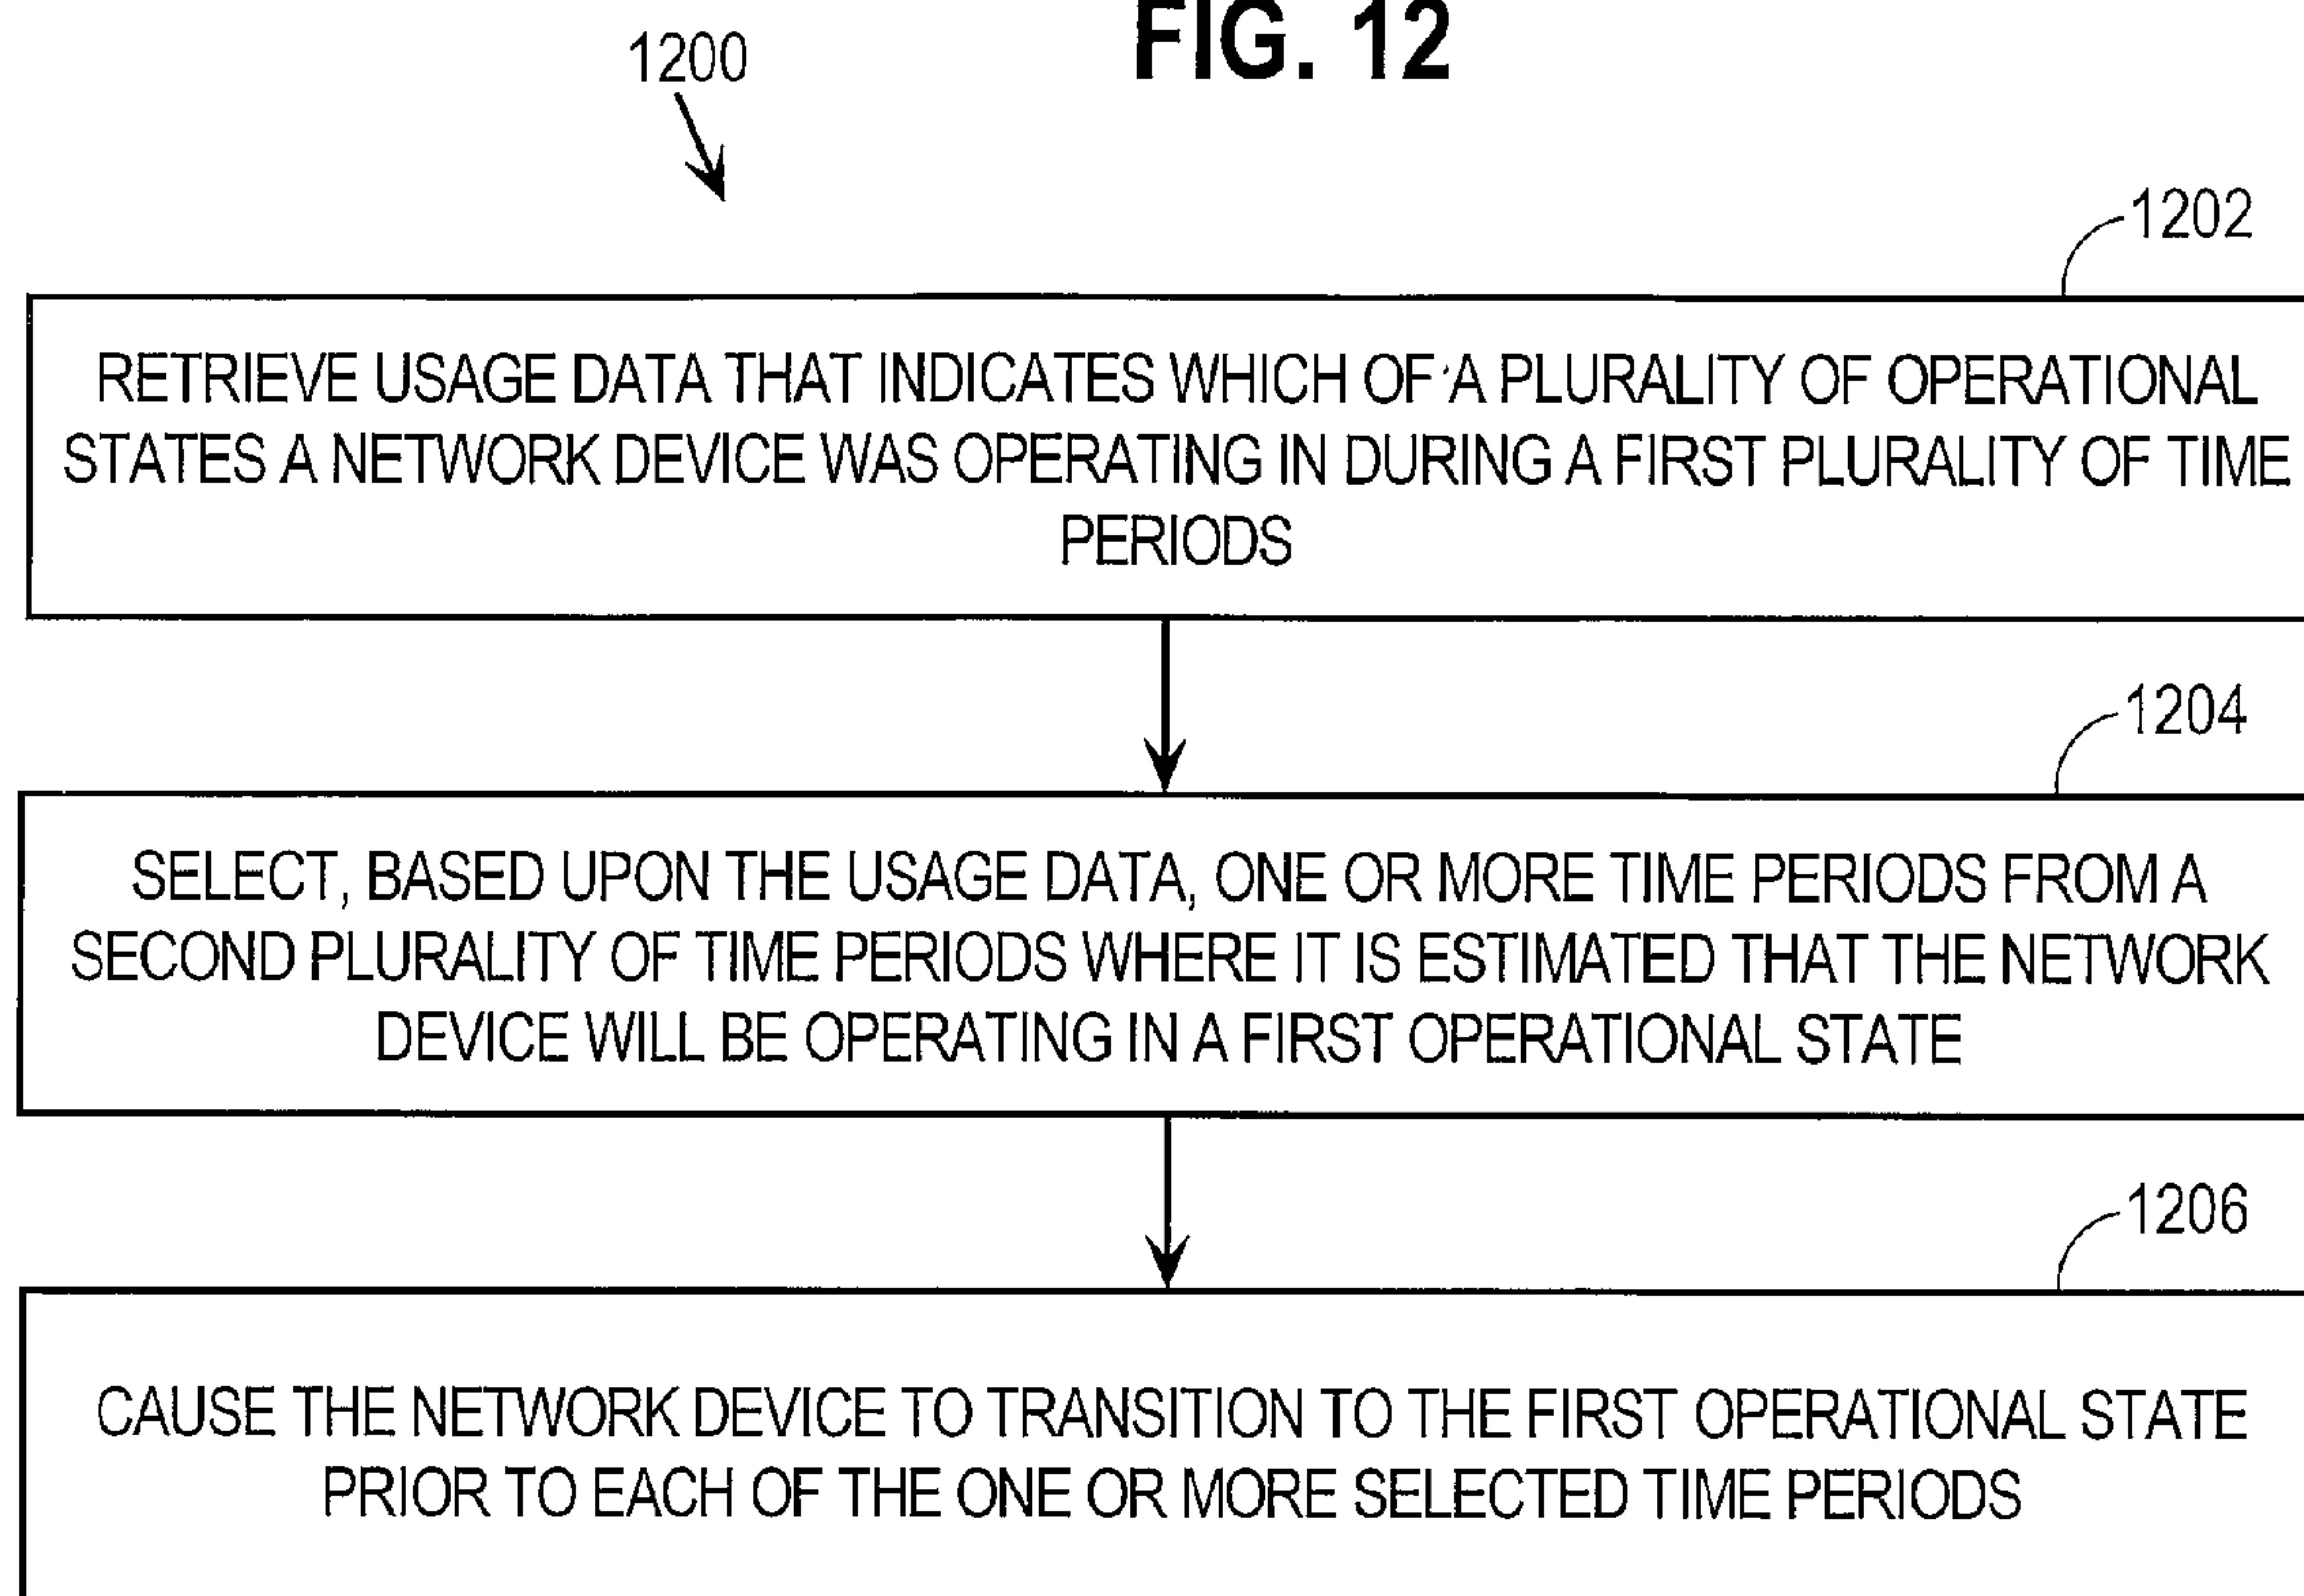 FIG. 12
1200
1202
RETRIEVE USAGE DATA THAT INDICATES WHICH OF A PLURALITY OF OPERATIONAL
STATES A NETWORK DEVICE WAS OPERATING IN DURING A FIRST PLURALITY OF TIME
PERIODS
1204
SELECT, BASED UPON THE USAGE DATA, ONE OR MORE TIME PERIODS FROM A
SECOND PLURALITY OF TIME PERIODS WHERE IT IS ESTIMATED THAT THE NETWORK
DEVICE WILL BE OPERATING IN A FIRST OPERATIONAL STATE
1206
CAUSE THE NETWORK DEVICE TO TRANSITION TO THE FIRST OPERATIONAL STATE
PRIOR TO EACH OF THE ONE OR MORE SELECTED TIME PERIODS